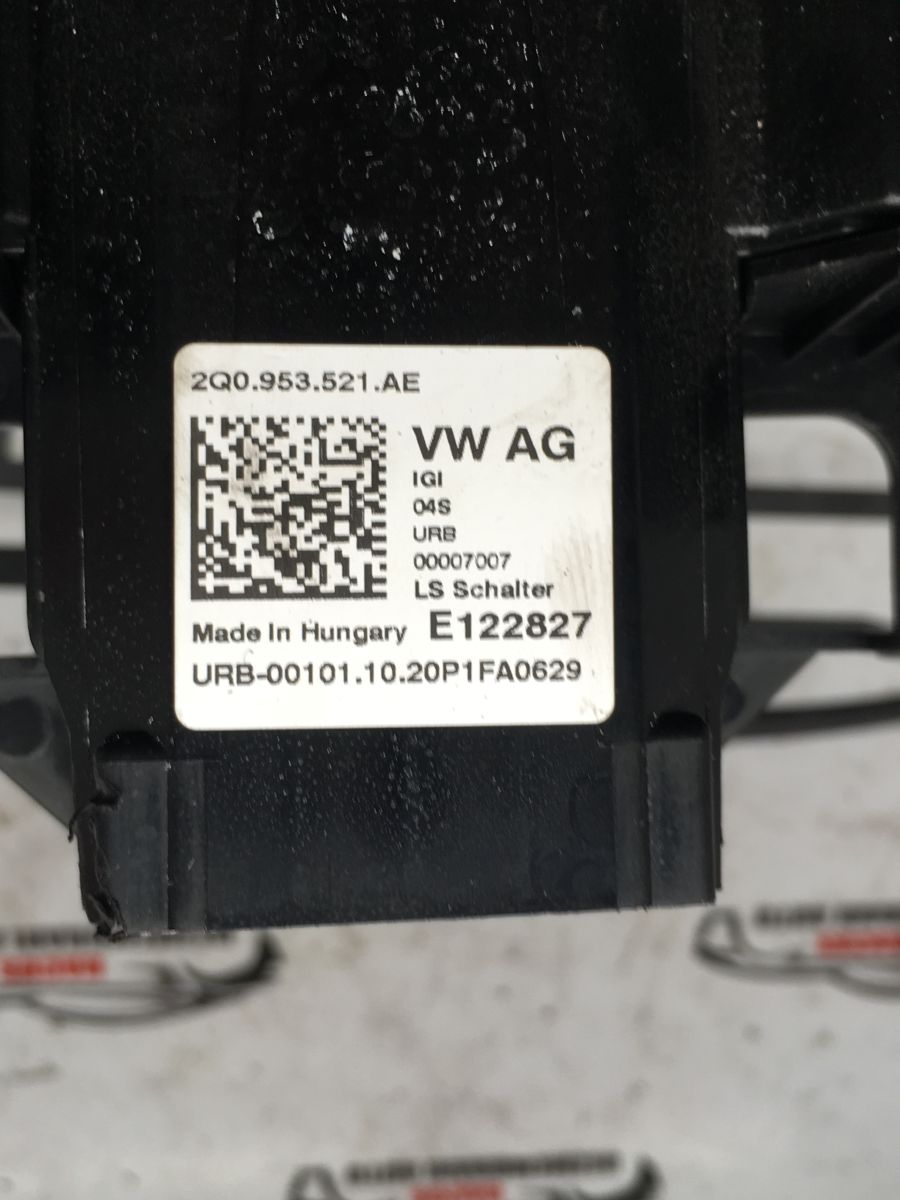 2Q0.953.521.AE
VW AG
IGI
04S
URB
00007007
LS Schalter
Made In Hungary E122827
URB-00101.10.20P1FA0629